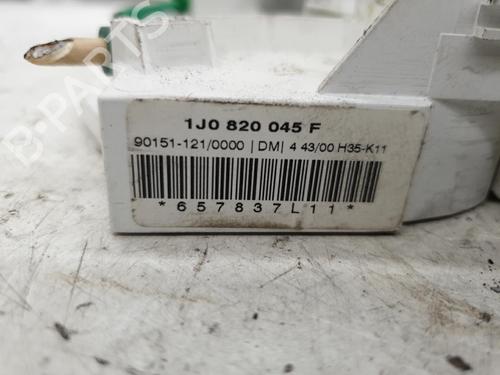 1J0 820 045 F
90151-121/0000 | DM| 4 43/00 H35-K11
*657837L11*
B-PARTS